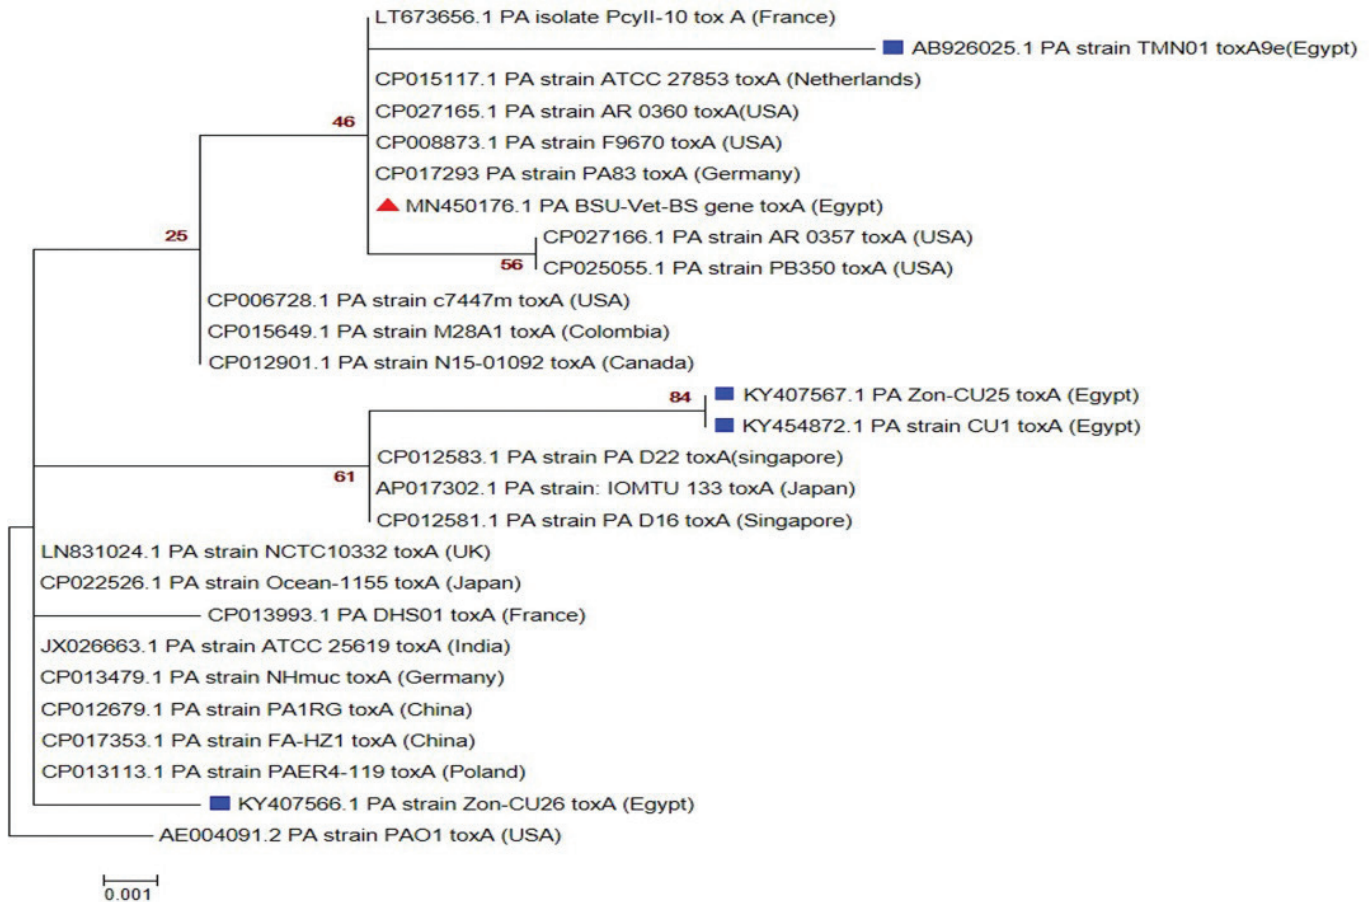 LT673656.1 PA isolate PcyII-10 tox A (France)
AB926025.1 PA strain TMN01 toxA9e(Egypt)
CP015117.1 PA strain ATCC 27853 toxA (Netherlands)
46
CP027165.1 PA strain AR 0360 toxA(USA)
CP008873.1 PA strain F9670 toxA (USA)
CP017293 PA strain PA83 toxA (Germany)
MN450176.1 PA BSU-Vet-BS gene toxA (Egypt)
25
CP027166.1 PA strain AR 0357 toxA (USA)
56
CP025055.1 PA strain PB350 toxA (USA)
CP006728.1 PA strain c7447m toxA (USA)
CP015649.1 PA strain M28A1 toxA (Colombia)
CP012901.1 PA strain N15-01092 toxA (Canada)
84
KY407567.1 PA Zon-CU25 toxA (Egypt)
KY454872.1 PA strain CU1 toxA (Egypt)
CP012583.1 PA strain PA D22 toxA(singapore)
61
AP017302.1 PA strain: IOMTU 133 toxA (Japan)
CP012581.1 PA strain PA D16 toxA (Singapore)
LN831024.1 PA strain NCTC10332 toxA (UK)
CP022526.1 PA strain Ocean-1155 toxA (Japan)
CP013993.1 PA DHS01 toxA (France)
JX026663.1 PA strain ATCC 25619 toxA (India)
CP013479.1 PA strain NHmuc toxA (Germany)
CP012679.1 PA strain PA1RG toxA (China)
CP017353.1 PA strain FA-HZ1 toxA (China)
CP013113.1 PA strain PAER4-119 toxA (Poland)
KY407566.1 PA strain Zon-CU26 toxA (Egypt)
AE004091.2 PA strain PAO1 toxA (USA)
0.001